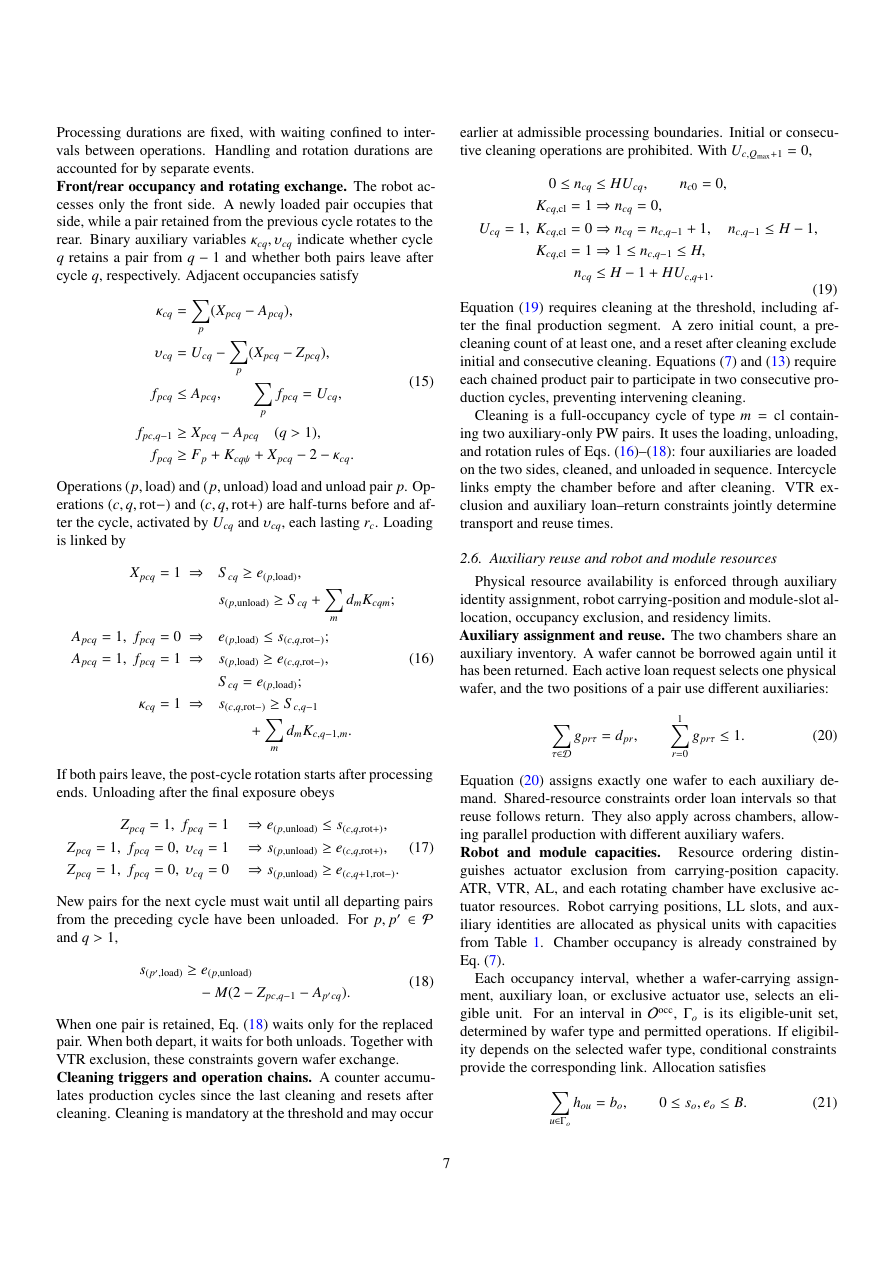 Processing durations are fixed, with waiting confined to inter-
vals between operations. Handling and rotation durations are
accounted for by separate events.
Front/rear occupancy and rotating exchange. The robot ac-
cesses only the front side. A newly loaded pair occupies that
side, while a pair retained from the previous cycle rotates to the
rear. Binary auxiliary variables κ_cq, υ_cq indicate whether cycle
q retains a pair from q − 1 and whether both pairs leave after
cycle q, respectively. Adjacent occupancies satisfy
κ_cq = ∑_p (X_pcq − A_pcq),
υ_cq = U_cq − ∑_p (X_pcq − Z_pcq),
f_pcq ≤ A_pcq, ∑_p f_pcq = U_cq, (15)
f_pc,q−1 ≥ X_pcq − A_pcq (q > 1),
f_pcq ≥ F_p + K_cqψ + X_pcq − 2 − κ_cq.
Operations (p, load) and (p, unload) load and unload pair p. Op-
erations (c, q, rot−) and (c, q, rot+) are half-turns before and af-
ter the cycle, activated by U_cq and υ_cq, each lasting r_c. Loading
is linked by
X_pcq = 1 ⇒ S_cq ≥ e_(p,load),
s_(p,unload) ≥ S_cq + ∑_m d_m K_cqm;
A_pcq = 1, f_pcq = 0 ⇒ e_(p,load) ≤ s_(c,q,rot−);
A_pcq = 1, f_pcq = 1 ⇒ s_(p,load) ≥ e_(c,q,rot−), (16)
S_cq = e_(p,load);
κ_cq = 1 ⇒ s_(c,q,rot−) ≥ S_c,q−1
+ ∑_m d_m K_c,q−1,m.
If both pairs leave, the post-cycle rotation starts after processing
ends. Unloading after the final exposure obeys
Z_pcq = 1, f_pcq = 1 ⇒ e_(p,unload) ≤ s_(c,q,rot+),
Z_pcq = 1, f_pcq = 0, υ_cq = 1 ⇒ s_(p,unload) ≥ e_(c,q,rot+), (17)
Z_pcq = 1, f_pcq = 0, υ_cq = 0 ⇒ s_(p,unload) ≥ e_(c,q+1,rot−).
New pairs for the next cycle must wait until all departing pairs
from the preceding cycle have been unloaded. For p, p′ ∈ P
and q > 1,
s_(p′,load) ≥ e_(p,unload)
− M(2 − Z_pc,q−1 − A_p′cq). (18)
When one pair is retained, Eq. (18) waits only for the replaced
pair. When both depart, it waits for both unloads. Together with
VTR exclusion, these constraints govern wafer exchange.
Cleaning triggers and operation chains. A counter accumu-
lates production cycles since the last cleaning and resets after
cleaning. Cleaning is mandatory at the threshold and may occur
earlier at admissible processing boundaries. Initial or consecu-
tive cleaning operations are prohibited. With U_c,Qmax+1 = 0,
0 ≤ n_cq ≤ HU_cq, n_c0 = 0,
K_cq,cl = 1 ⇒ n_cq = 0,
U_cq = 1, K_cq,cl = 0 ⇒ n_cq = n_c,q−1 + 1, n_c,q−1 ≤ H − 1,
K_cq,cl = 1 ⇒ 1 ≤ n_c,q−1 ≤ H,
n_cq ≤ H − 1 + HU_c,q+1.
(19)
Equation (19) requires cleaning at the threshold, including af-
ter the final production segment. A zero initial count, a pre-
cleaning count of at least one, and a reset after cleaning exclude
initial and consecutive cleaning. Equations (7) and (13) require
each chained product pair to participate in two consecutive pro-
duction cycles, preventing intervening cleaning.
Cleaning is a full-occupancy cycle of type m = cl contain-
ing two auxiliary-only PW pairs. It uses the loading, unloading,
and rotation rules of Eqs. (16)–(18): four auxiliaries are loaded
on the two sides, cleaned, and unloaded in sequence. Intercycle
links empty the chamber before and after cleaning. VTR ex-
clusion and auxiliary loan–return constraints jointly determine
transport and reuse times.
2.6. Auxiliary reuse and robot and module resources
Physical resource availability is enforced through auxiliary
identity assignment, robot carrying-position and module-slot al-
location, occupancy exclusion, and residency limits.
Auxiliary assignment and reuse. The two chambers share an
auxiliary inventory. A wafer cannot be borrowed again until it
has been returned. Each active loan request selects one physical
wafer, and the two positions of a pair use different auxiliaries:
∑_τ∈D g_prτ = d_pr, ∑_r=0^1 g_prτ ≤ 1. (20)
Equation (20) assigns exactly one wafer to each auxiliary de-
mand. Shared-resource constraints order loan intervals so that
reuse follows return. They also apply across chambers, allow-
ing parallel production with different auxiliary wafers.
Robot and module capacities. Resource ordering distin-
guishes actuator exclusion from carrying-position capacity.
ATR, VTR, AL, and each rotating chamber have exclusive ac-
tuator resources. Robot carrying positions, LL slots, and aux-
iliary identities are allocated as physical units with capacities
from Table 1. Chamber occupancy is already constrained by
Eq. (7).
Each occupancy interval, whether a wafer-carrying assign-
ment, auxiliary loan, or exclusive actuator use, selects an eli-
gible unit. For an interval in O^occ, Γ_o is its eligible-unit set,
determined by wafer type and permitted operations. If eligibil-
ity depends on the selected wafer type, conditional constraints
provide the corresponding link. Allocation satisfies
∑_u∈Γo h_ou = b_o, 0 ≤ s_o, e_o ≤ B. (21)
7